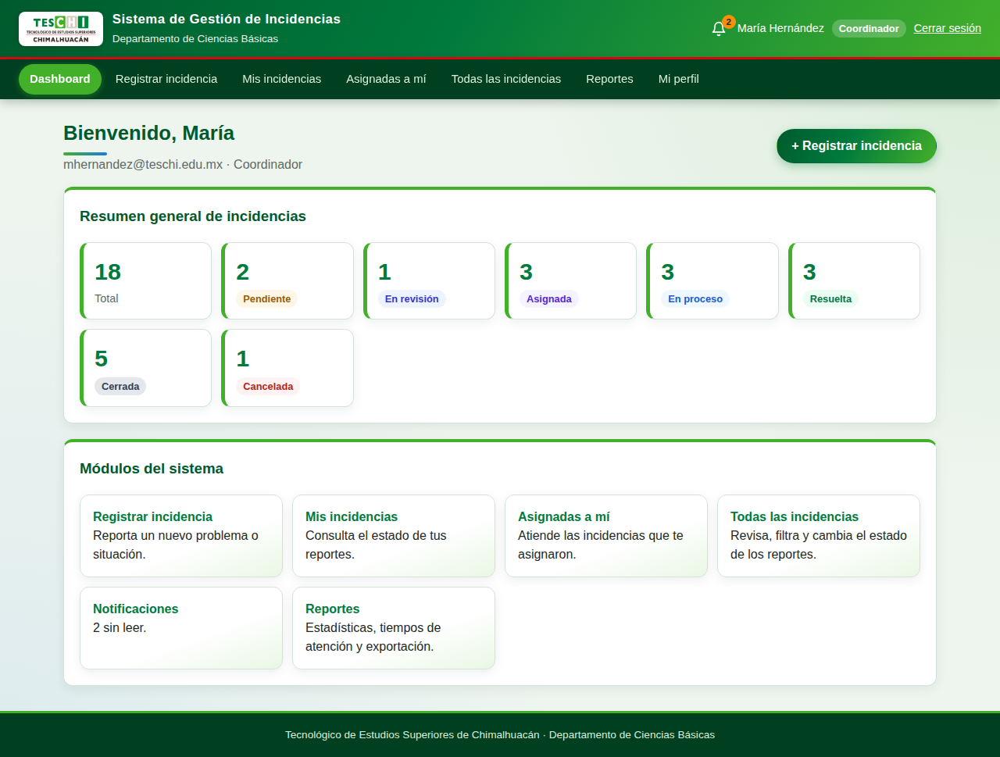 TESCHI
TECNOLÓGICO DE ESTUDIOS SUPERIORES
CHIMALHUACÁN
Sistema de Gestión de Incidencias
Departamento de Ciencias Básicas
2
María Hernández
Coordinador
Cerrar sesión
Dashboard
Registrar incidencia
Mis incidencias
Asignadas a mí
Todas las incidencias
Reportes
Mi perfil
Bienvenido, María
mhernandez@teschi.edu.mx · Coordinador
+ Registrar incidencia
Resumen general de incidencias
18
Total
2
Pendiente
1
En revisión
3
Asignada
3
En proceso
3
Resuelta
5
Cerrada
1
Cancelada
Módulos del sistema
Registrar incidencia
Reporta un nuevo problema o
situación.
Mis incidencias
Consulta el estado de tus
reportes.
Asignadas a mí
Atiende las incidencias que te
asignaron.
Todas las incidencias
Revisa, filtra y cambia el estado
de los reportes.
Notificaciones
2 sin leer.
Reportes
Estadísticas, tiempos de
atención y exportación.
Tecnológico de Estudios Superiores de Chimalhuacán · Departamento de Ciencias Básicas